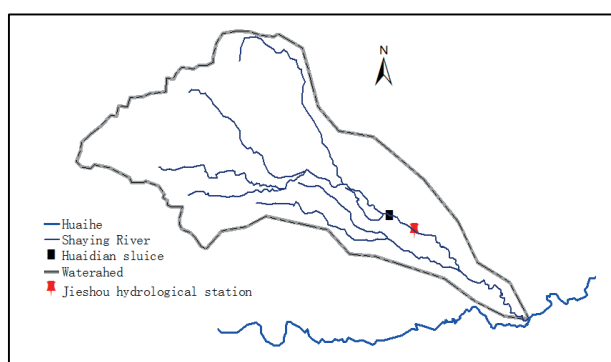 N
Huaihe
Shaying River
Huaidian sluice
Waterahed
Jieshou hydrological station